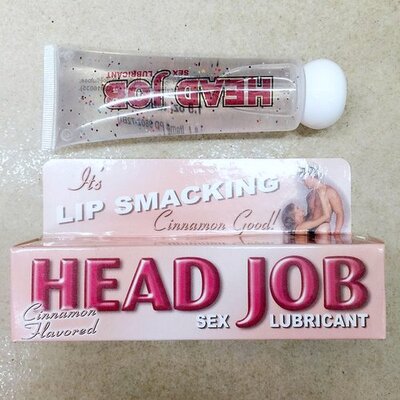 HEAD JOB
SEX LUBRICANT
It's
LIP SMACKING
Cinnamon Good!
HEAD JOB
Cinnamon
Flavored
SEX LUBRICANT